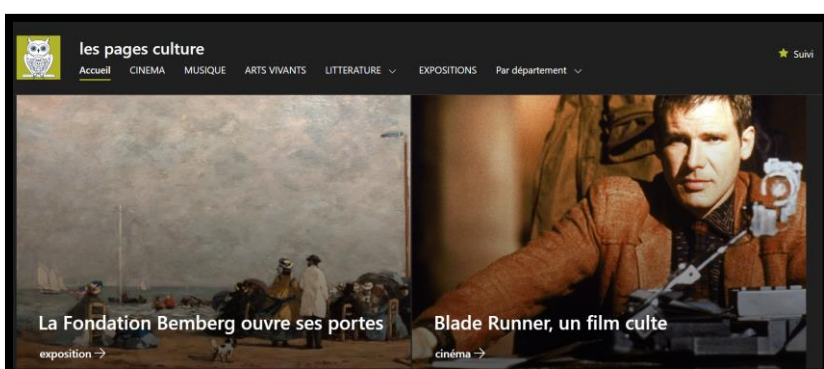 les pages culture
Suivi
Accueil CINEMA MUSIQUE ARTS VIVANTS LITTERATURE EXPOSITIONS Par département
La Fondation Bemberg ouvre ses portes
exposition →
Blade Runner, un film culte
cinéma →